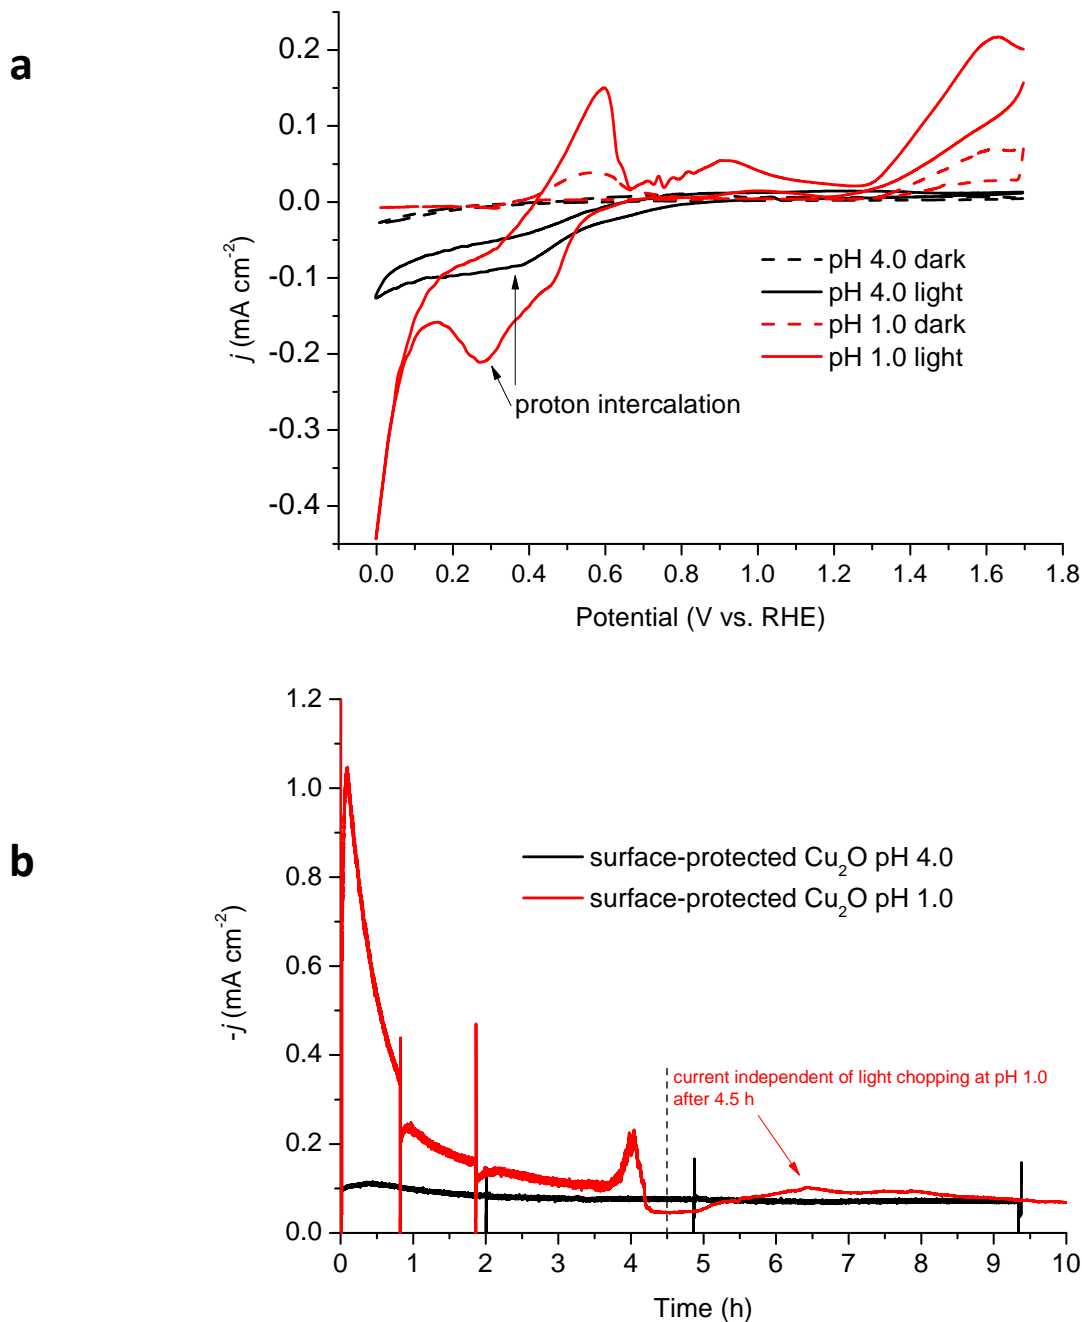 a
0.2
0.1
0.0
-0.1
-0.2
-0.3
-0.4
j (mA cm⁻²)
pH 4.0 dark
pH 4.0 light
pH 1.0 dark
pH 1.0 light
proton intercalation
0.0 0.2 0.4 0.6 0.8 1.0 1.2 1.4 1.6 1.8
Potential (V vs. RHE)
b
1.2
1.0
0.8
0.6
0.4
0.2
0.0
-j (mA cm⁻²)
surface-protected Cu₂O pH 4.0
surface-protected Cu₂O pH 1.0
current independent of light chopping at pH 1.0
after 4.5 h
0 1 2 3 4 5 6 7 8 9 10
Time (h)